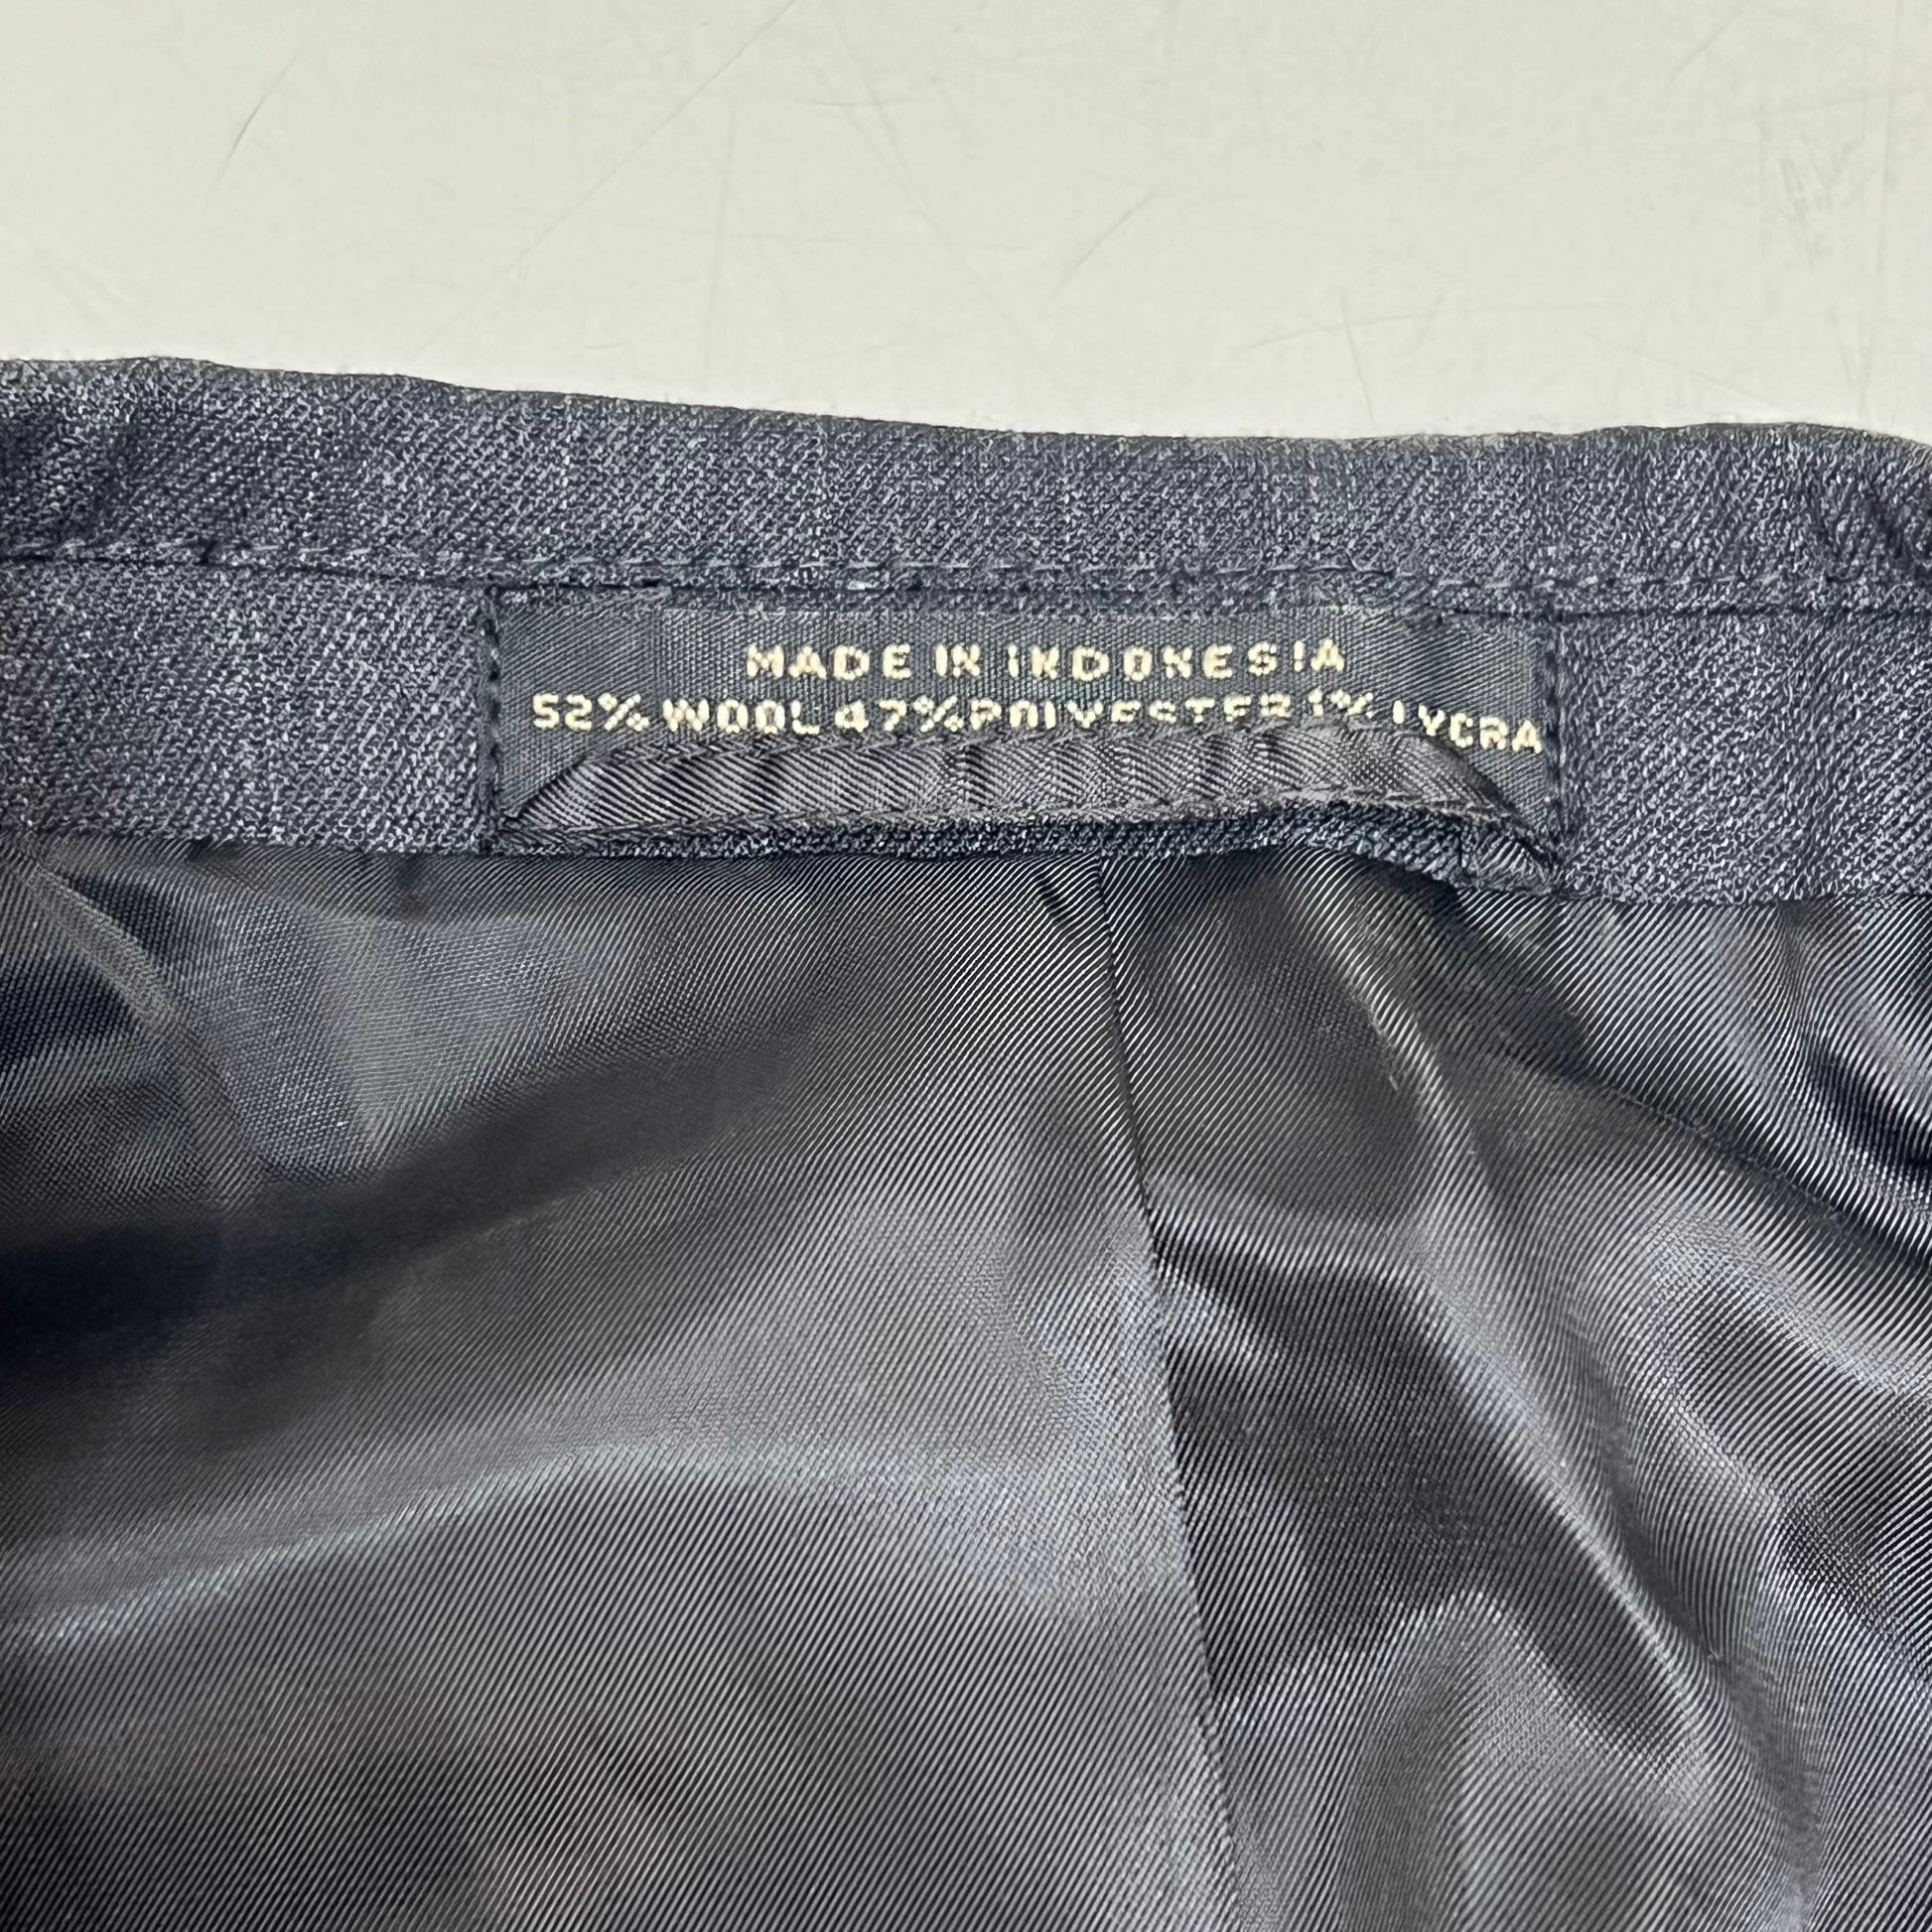 MADE IN INDONESIA
52% WOOL 47% POLYESTER 1% LYCRA